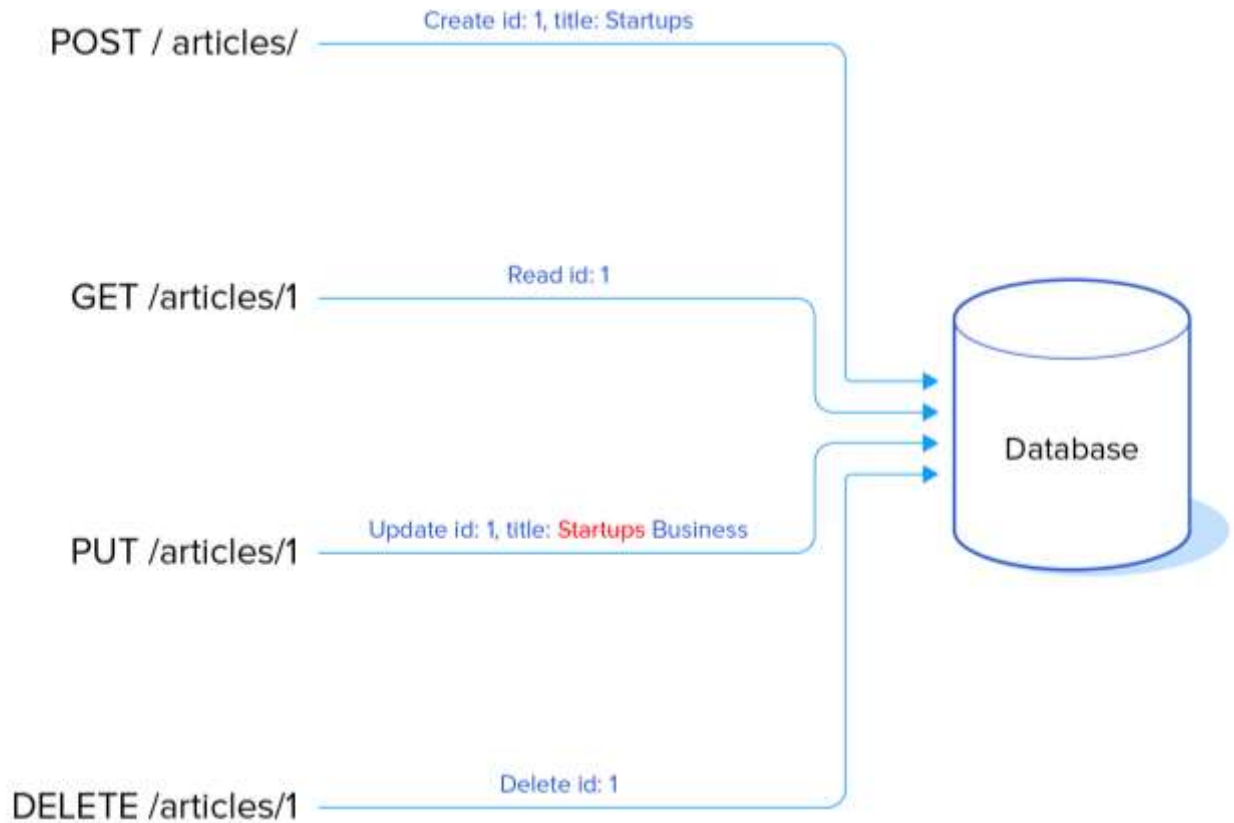 POST / articles/
Create id: 1, title: Startups
GET /articles/1
Read id: 1
Database
PUT /articles/1
Update id: 1, title: Startups Business
DELETE /articles/1
Delete id: 1